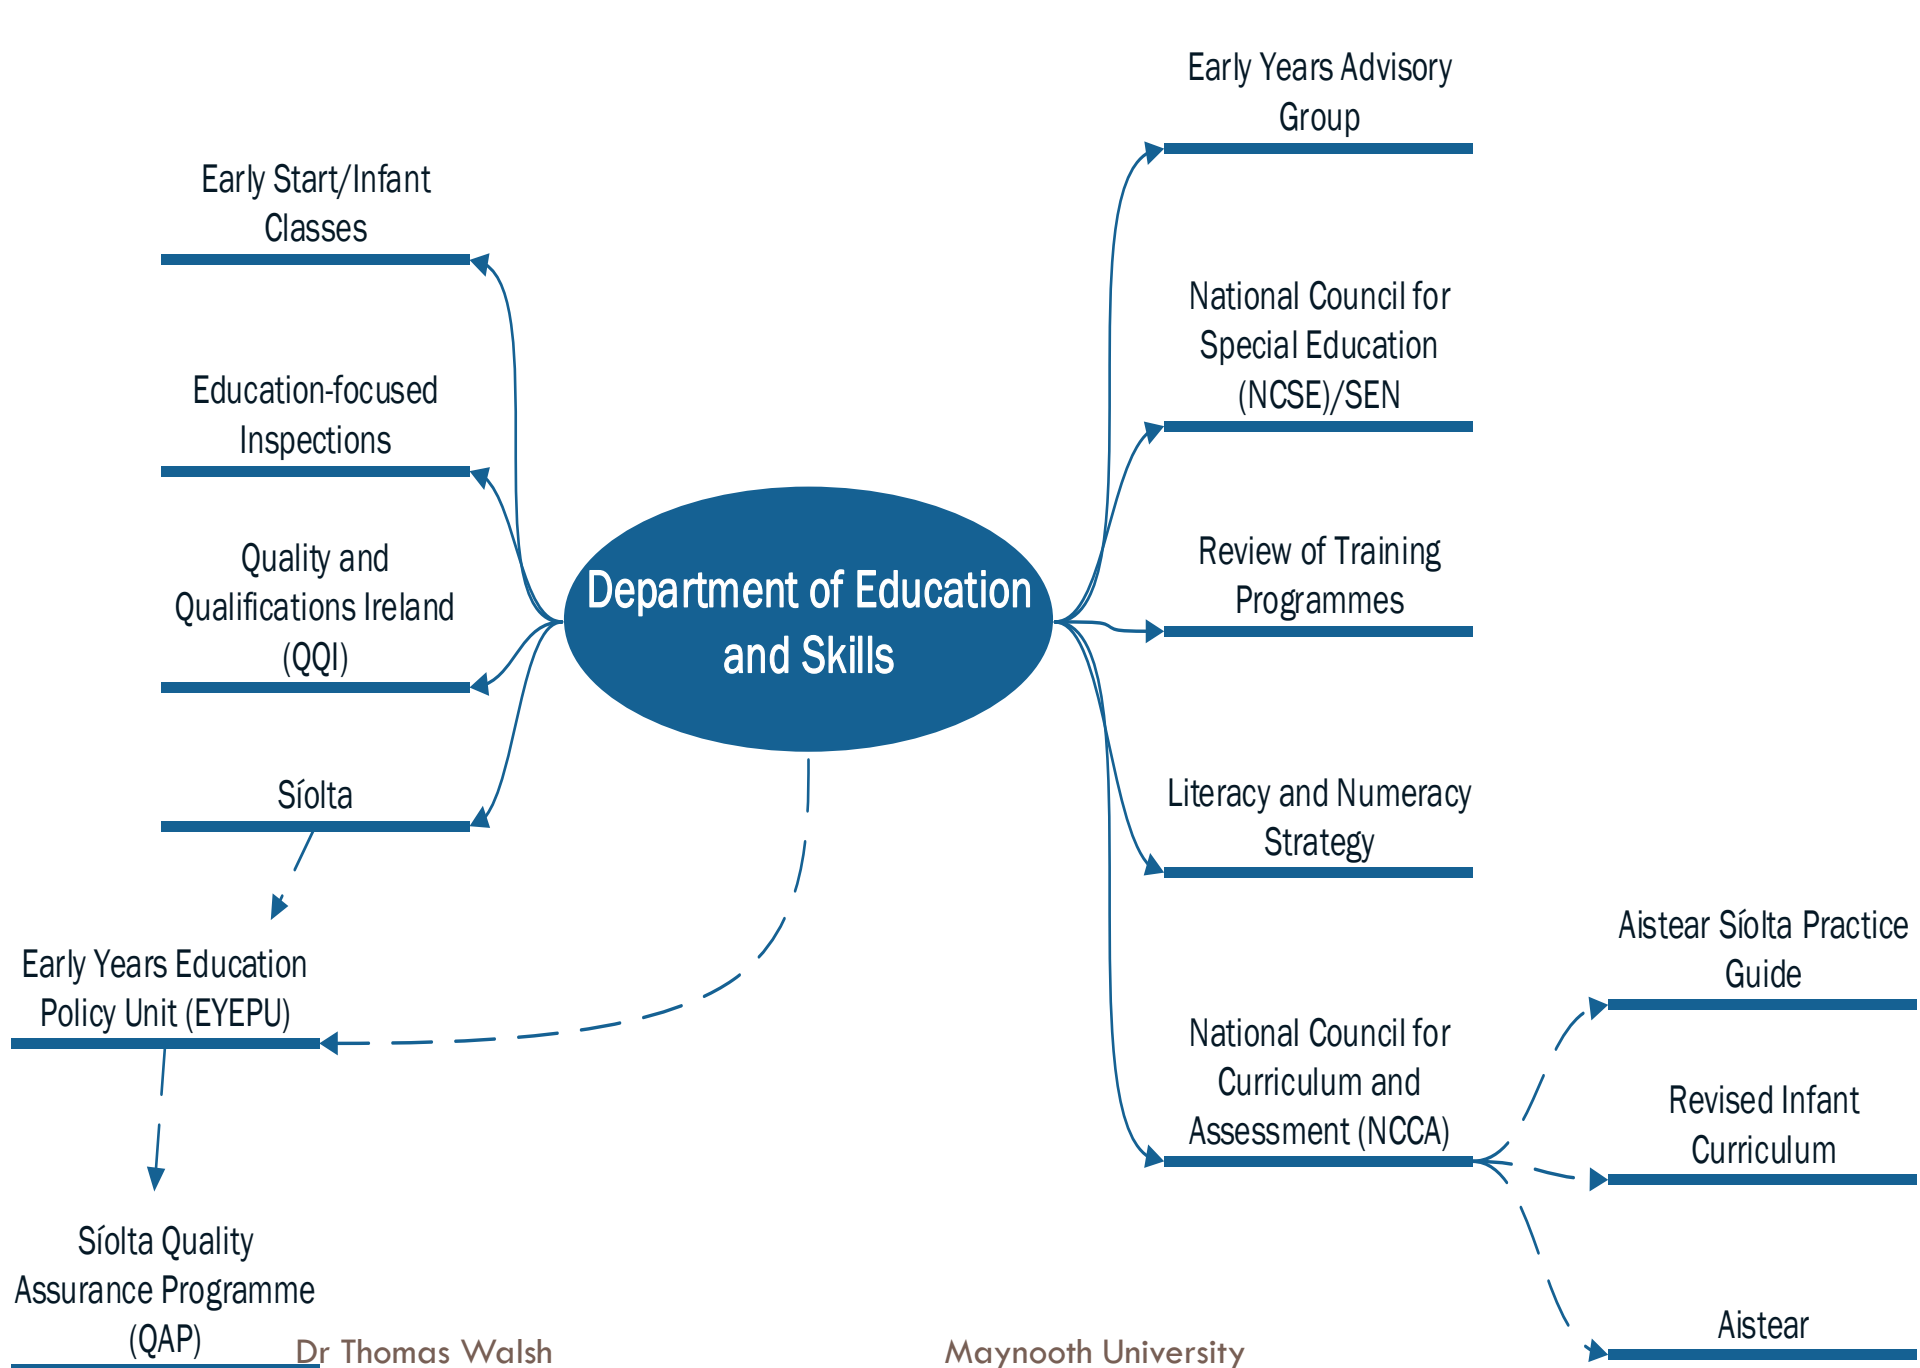 Early Years Advisory
Group
Early Start/Infant
Classes
National Council for
Special Education
(NCSE)/SEN
Education-focused
Inspections
Quality and
Qualifications Ireland
(QQI)
Review of Training
Programmes
Department of Education
and Skills
Síolta
Literacy and Numeracy
Strategy
Early Years Education
Policy Unit (EYEPU)
National Council for
Curriculum and
Assessment (NCCA)
Aistear Síolta Practice
Guide
Revised Infant
Curriculum
Aistear
Síolta Quality
Assurance Programme
(QAP)
Dr Thomas Walsh
Maynooth University